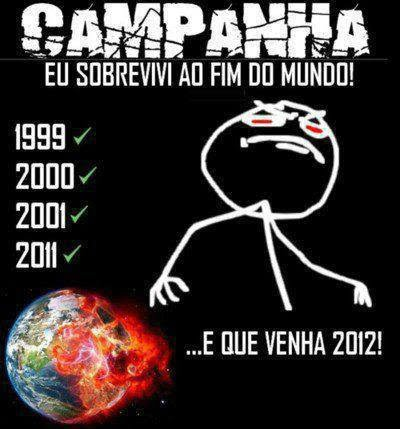 CAMPANHA
EU SOBREVIVI AO FIM DO MUNDO!
1999 ✓
2000 ✓
2001 ✓
2011 ✓
...E QUE VENHA 2012!